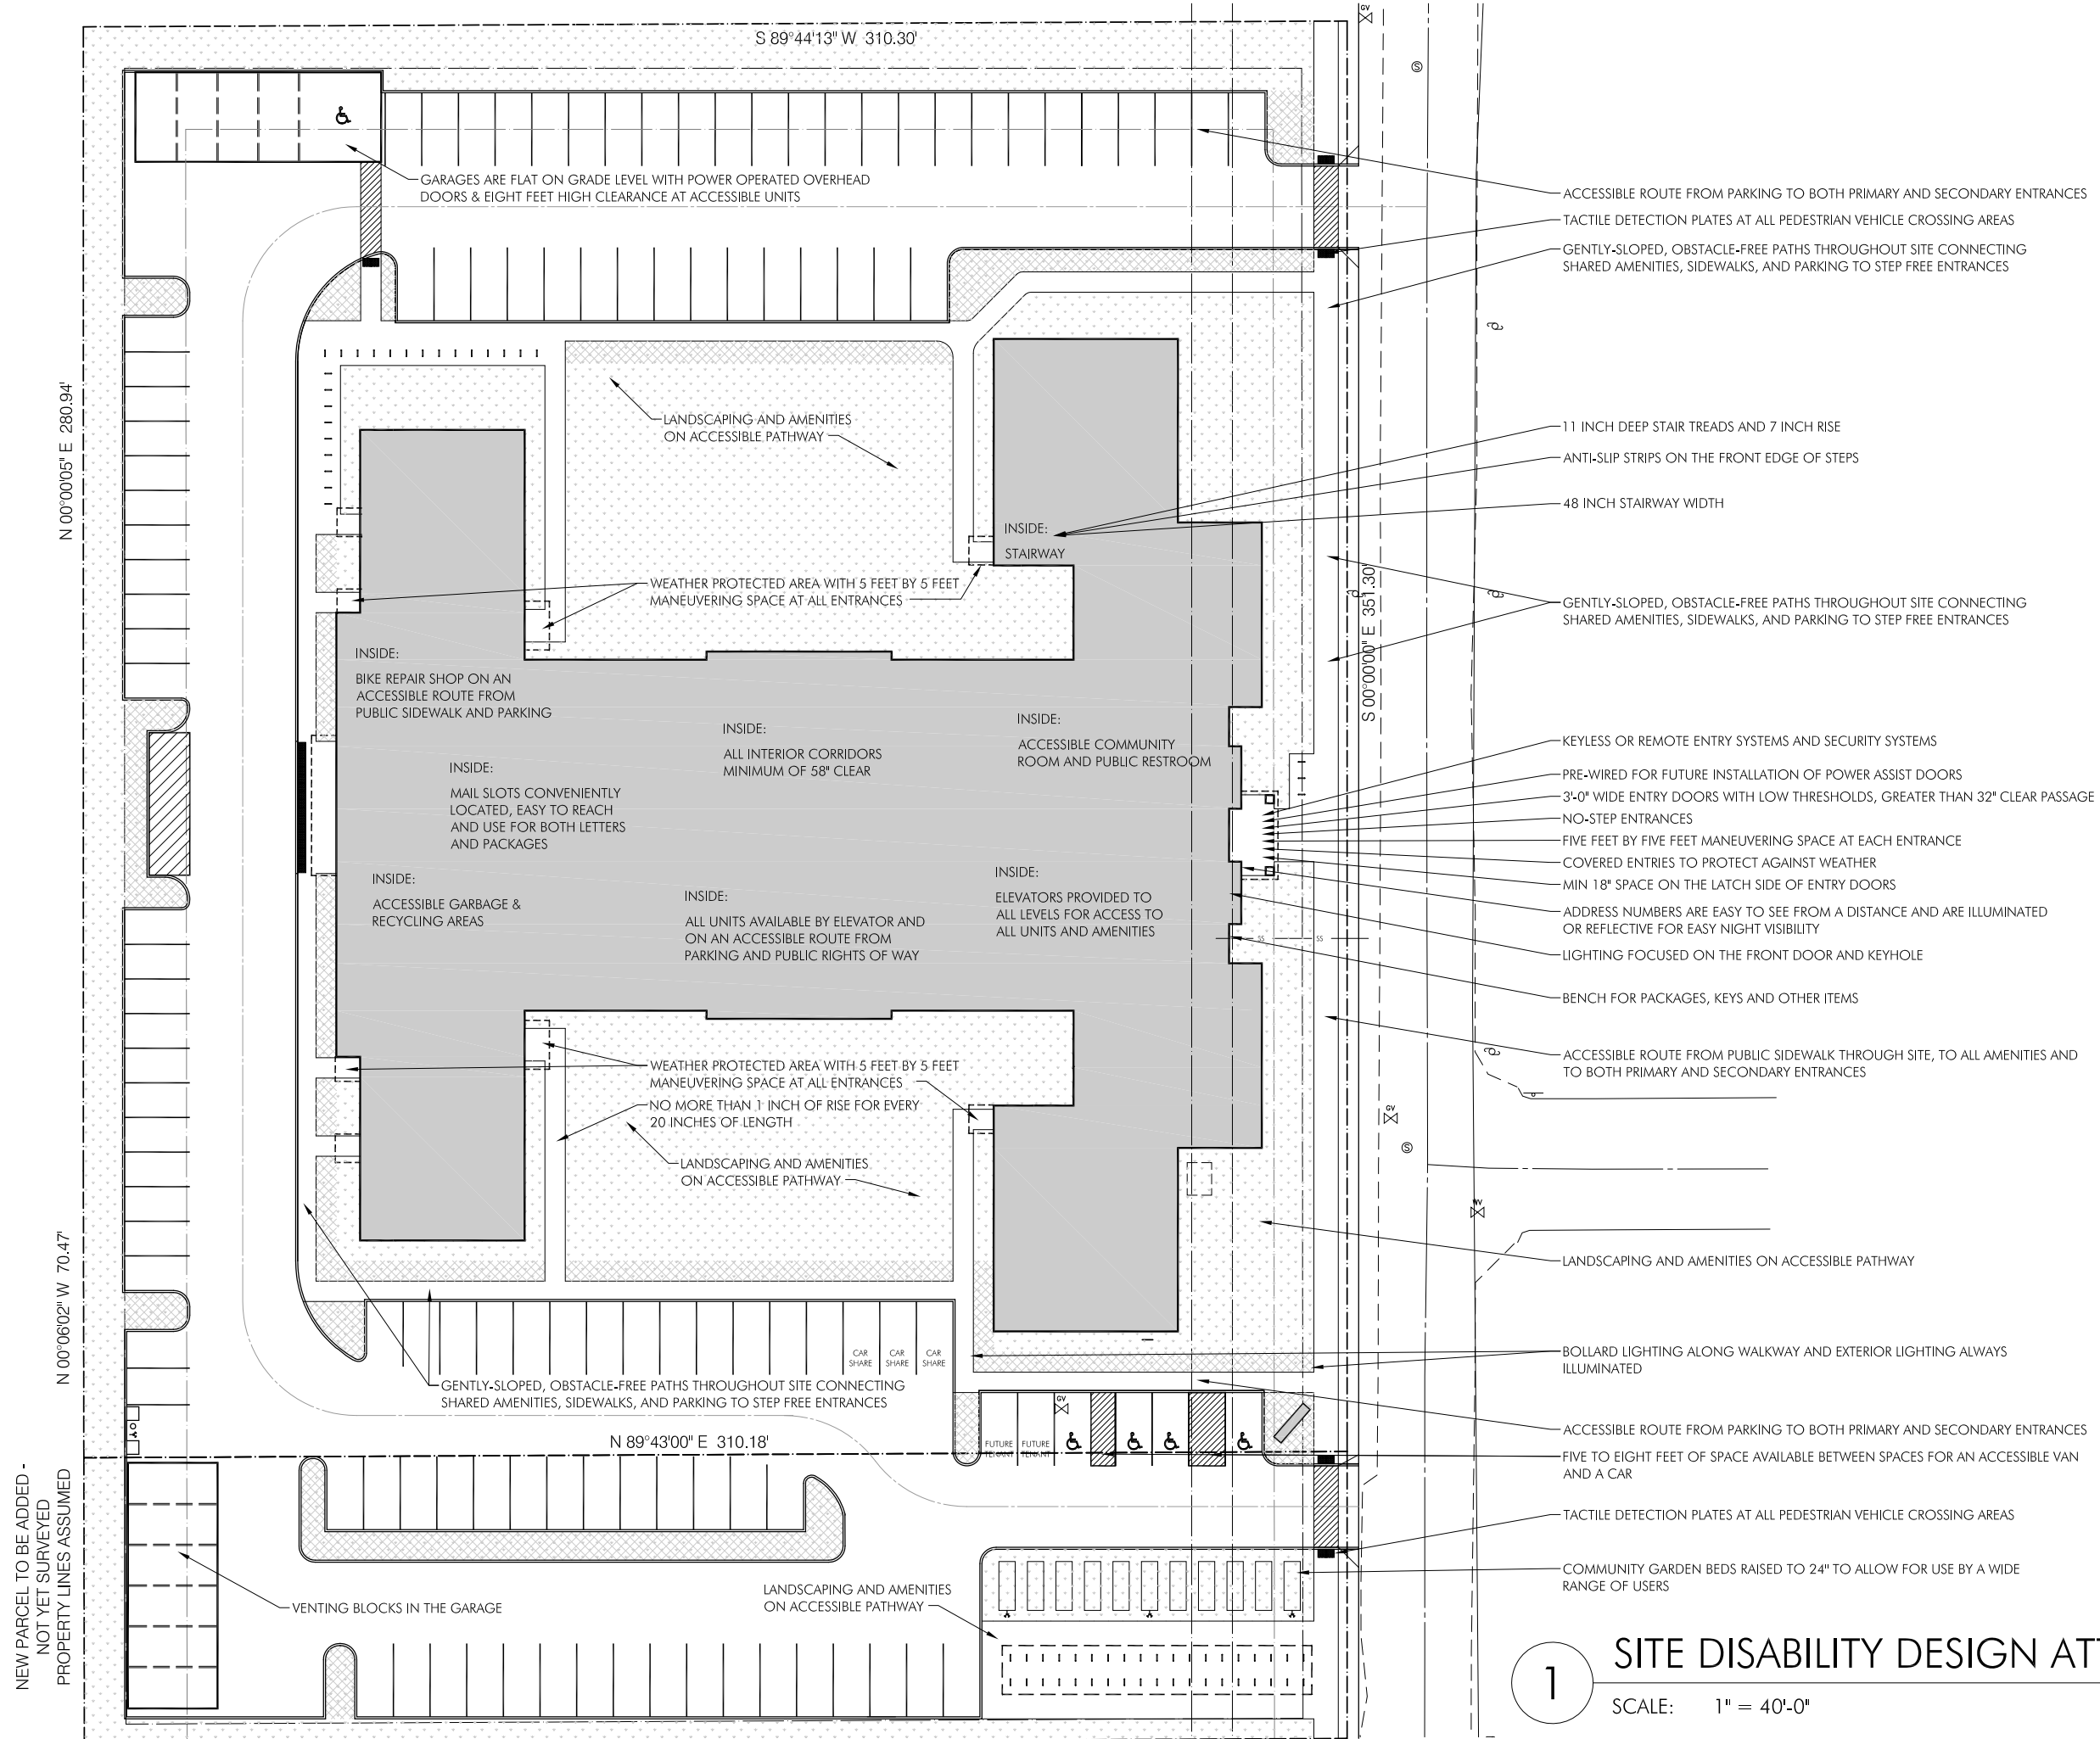 S 89°44'13" W 310.30'
GV
S
GARAGES ARE FLAT ON GRADE LEVEL WITH POWER OPERATED OVERHEAD
DOORS & EIGHT FEET HIGH CLEARANCE AT ACCESSIBLE UNITS
ACCESSIBLE ROUTE FROM PARKING TO BOTH PRIMARY AND SECONDARY ENTRANCES
TACTILE DETECTION PLATES AT ALL PEDESTRIAN VEHICLE CROSSING AREAS
GENTLY-SLOPED, OBSTACLE-FREE PATHS THROUGHOUT SITE CONNECTING
SHARED AMENITIES, SIDEWALKS, AND PARKING TO STEP FREE ENTRANCES
N 00°00'05" E 280.94'
LANDSCAPING AND AMENITIES
ON ACCESSIBLE PATHWAY
11 INCH DEEP STAIR TREADS AND 7 INCH RISE
ANTI-SLIP STRIPS ON THE FRONT EDGE OF STEPS
48 INCH STAIRWAY WIDTH
INSIDE:
STAIRWAY
WEATHER PROTECTED AREA WITH 5 FEET BY 5 FEET
MANEUVERING SPACE AT ALL ENTRANCES
S 00°00'00" E 351.30'
GENTLY-SLOPED, OBSTACLE-FREE PATHS THROUGHOUT SITE CONNECTING
SHARED AMENITIES, SIDEWALKS, AND PARKING TO STEP FREE ENTRANCES
INSIDE:
BIKE REPAIR SHOP ON AN
ACCESSIBLE ROUTE FROM
PUBLIC SIDEWALK AND PARKING
INSIDE:
ALL INTERIOR CORRIDORS
MINIMUM OF 58" CLEAR
INSIDE:
ACCESSIBLE COMMUNITY
ROOM AND PUBLIC RESTROOM
INSIDE:
MAIL SLOTS CONVENIENTLY
LOCATED, EASY TO REACH
AND USE FOR BOTH LETTERS
AND PACKAGES
KEYLESS OR REMOTE ENTRY SYSTEMS AND SECURITY SYSTEMS
PRE-WIRED FOR FUTURE INSTALLATION OF POWER ASSIST DOORS
3'-0" WIDE ENTRY DOORS WITH LOW THRESHOLDS, GREATER THAN 32" CLEAR PASSAGE
NO-STEP ENTRANCES
FIVE FEET BY FIVE FEET MANEUVERING SPACE AT EACH ENTRANCE
COVERED ENTRIES TO PROTECT AGAINST WEATHER
MIN 18" SPACE ON THE LATCH SIDE OF ENTRY DOORS
ADDRESS NUMBERS ARE EASY TO SEE FROM A DISTANCE AND ARE ILLUMINATED
OR REFLECTIVE FOR EASY NIGHT VISIBILITY
LIGHTING FOCUSED ON THE FRONT DOOR AND KEYHOLE
BENCH FOR PACKAGES, KEYS AND OTHER ITEMS
INSIDE:
ACCESSIBLE GARBAGE &
RECYCLING AREAS
INSIDE:
ALL UNITS AVAILABLE BY ELEVATOR AND
ON AN ACCESSIBLE ROUTE FROM
PARKING AND PUBLIC RIGHTS OF WAY
INSIDE:
ELEVATORS PROVIDED TO
ALL LEVELS FOR ACCESS TO
ALL UNITS AND AMENITIES
SS SS
WEATHER PROTECTED AREA WITH 5 FEET BY 5 FEET
MANEUVERING SPACE AT ALL ENTRANCES
NO MORE THAN 1 INCH OF RISE FOR EVERY
20 INCHES OF LENGTH
LANDSCAPING AND AMENITIES
ON ACCESSIBLE PATHWAY
ACCESSIBLE ROUTE FROM PUBLIC SIDEWALK THROUGH SITE, TO ALL AMENITIES AND
TO BOTH PRIMARY AND SECONDARY ENTRANCES
GV
S
WV
LANDSCAPING AND AMENITIES ON ACCESSIBLE PATHWAY
N 00°06'02" W 70.47'
CAR
SHARE
CAR
SHARE
CAR
SHARE
GENTLY-SLOPED, OBSTACLE-FREE PATHS THROUGHOUT SITE CONNECTING
SHARED AMENITIES, SIDEWALKS, AND PARKING TO STEP FREE ENTRANCES
BOLLARD LIGHTING ALONG WALKWAY AND EXTERIOR LIGHTING ALWAYS
ILLUMINATED
GV
FUTURE
TENANT
FUTURE
TENANT
ACCESSIBLE ROUTE FROM PARKING TO BOTH PRIMARY AND SECONDARY ENTRANCES
FIVE TO EIGHT FEET OF SPACE AVAILABLE BETWEEN SPACES FOR AN ACCESSIBLE VAN
AND A CAR
N 89°43'00" E 310.18'
NEW PARCEL TO BE ADDED -
NOT YET SURVEYED
PROPERTY LINES ASSUMED
TACTILE DETECTION PLATES AT ALL PEDESTRIAN VEHICLE CROSSING AREAS
COMMUNITY GARDEN BEDS RAISED TO 24" TO ALLOW FOR USE BY A WIDE
RANGE OF USERS
VENTING BLOCKS IN THE GARAGE
LANDSCAPING AND AMENITIES
ON ACCESSIBLE PATHWAY
1
SITE DISABILITY DESIGN
SCALE: 1" = 40'-0"